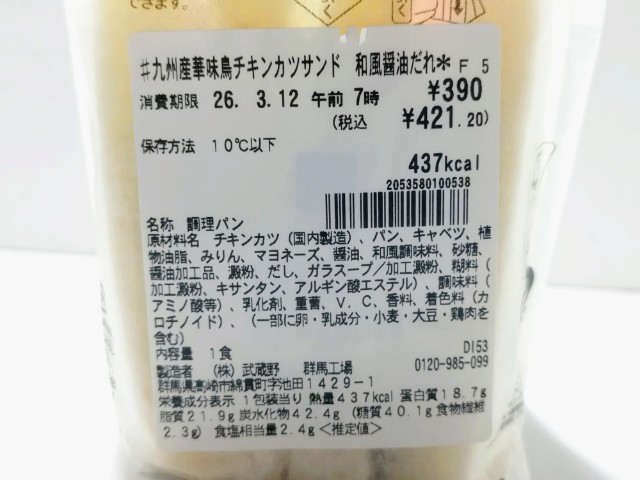 できます。
#九州産華味鳥チキンカツサンド 和風醤油だれ* F 5
消費期限 26. 3.12 午前 7時 ¥390
(税込 ¥421.20)
保存方法 10℃以下
437kcal
2053580100538
名称 調理パン
原材料名 チキンカツ(国内製造)、パン、キャベツ、植
物油脂、みりん、マヨネーズ、醤油、和風調味料、砂糖、
醤油加工品、澱粉、だし、ガラスープ/加工澱粉、糊料(
加工澱粉、キサンタン、アルギン酸エステル)、調味料(
アミノ酸等)、乳化剤、重曹、V.C、香料、着色料(カ
ロチノイド)、(一部に卵・乳成分・小麦・大豆・鶏肉を
含む)
内容量 1食 DI53
製造者 (株)武蔵野 群馬工場 0120-985-099
群馬県高崎市綿貫町字池田1429-1
栄養成分表示 1包装当り 熱量437kcal 蛋白質18.7g
脂質21.9g 炭水化物42.4g (糖質40.1g 食物繊維
2.3g) 食塩相当量2.4g<推定値>